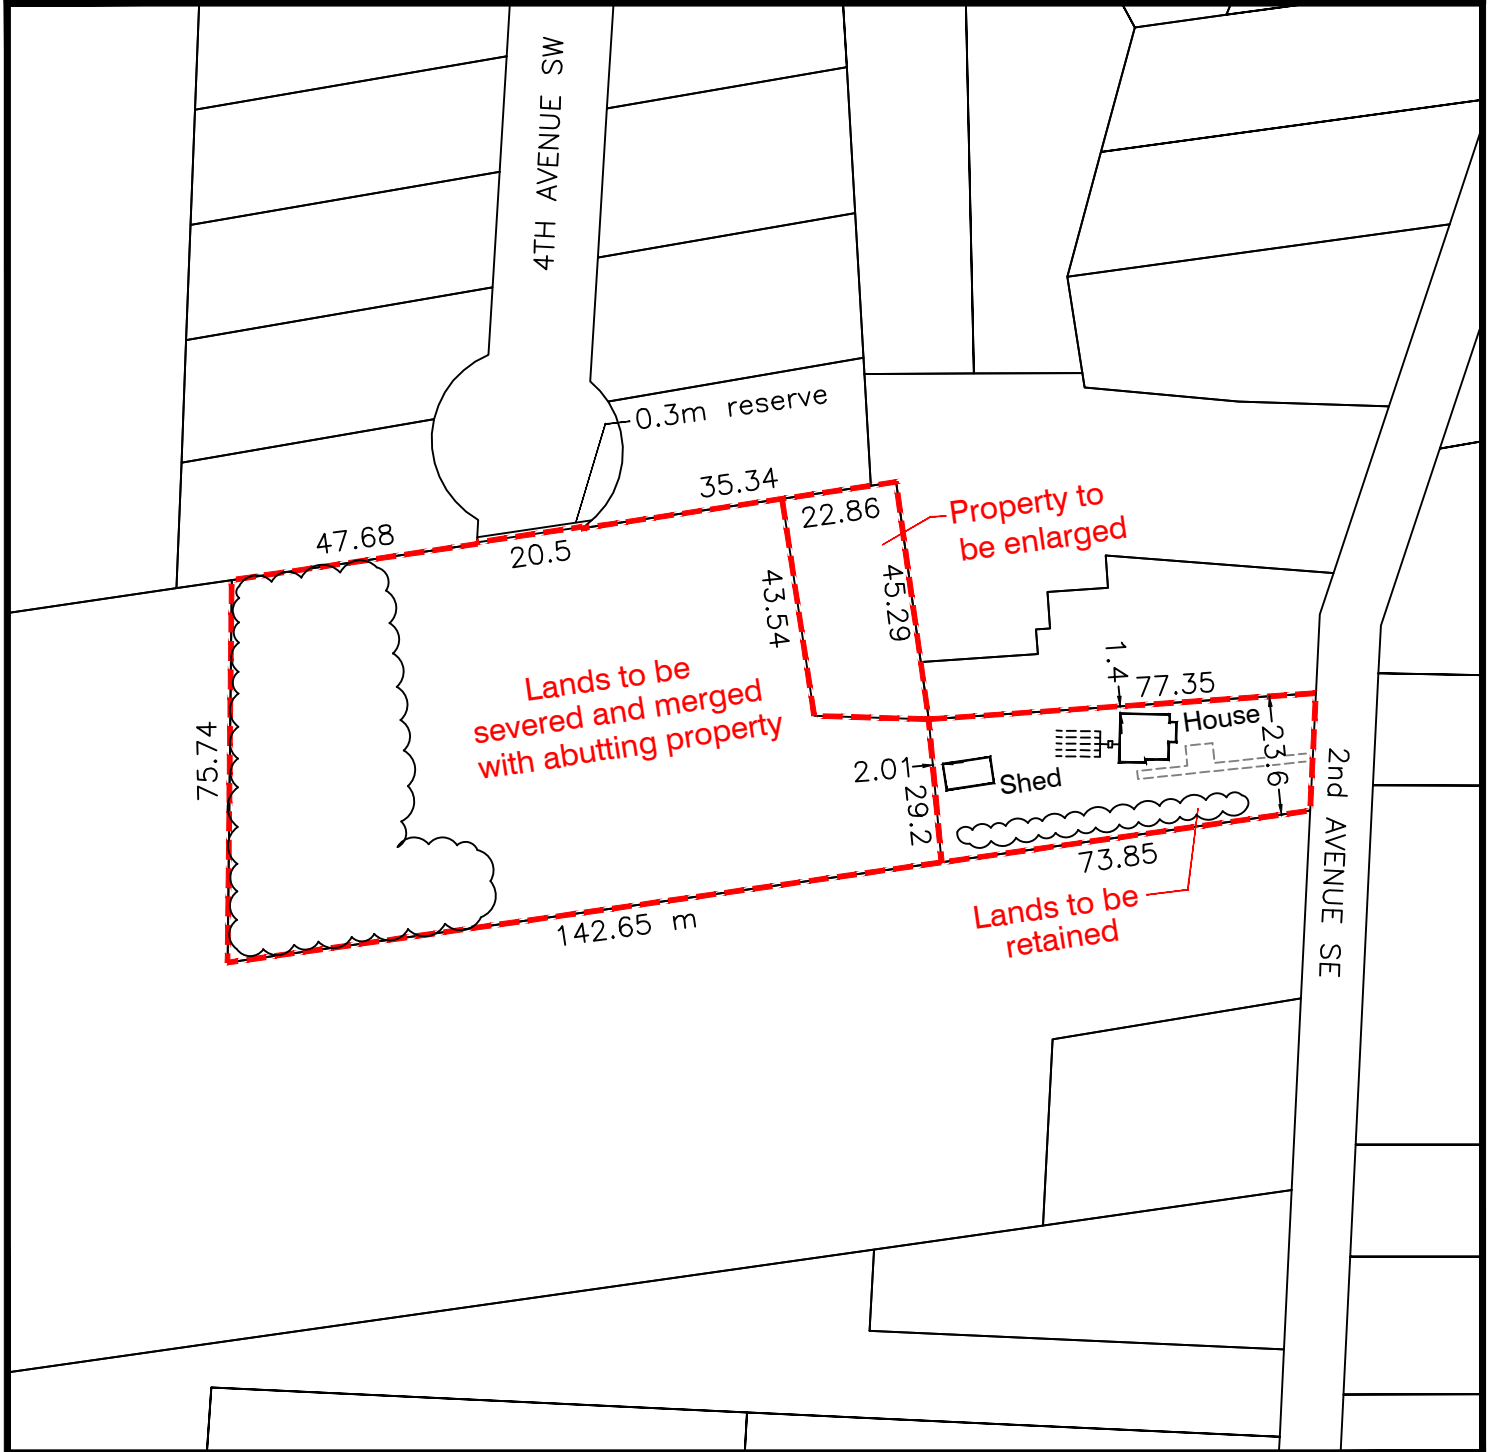 4TH AVENUE SW
0.3m reserve
35.34
22.86
Property to
be enlarged
47.68
20.5
43.54
45.29
Lands to be
severed and merged
with abutting property
1.4
77.35
House
23.6
75.74
2.01
Shed
29.2
2nd AVENUE SE
73.85
142.65 m
Lands to be
retained